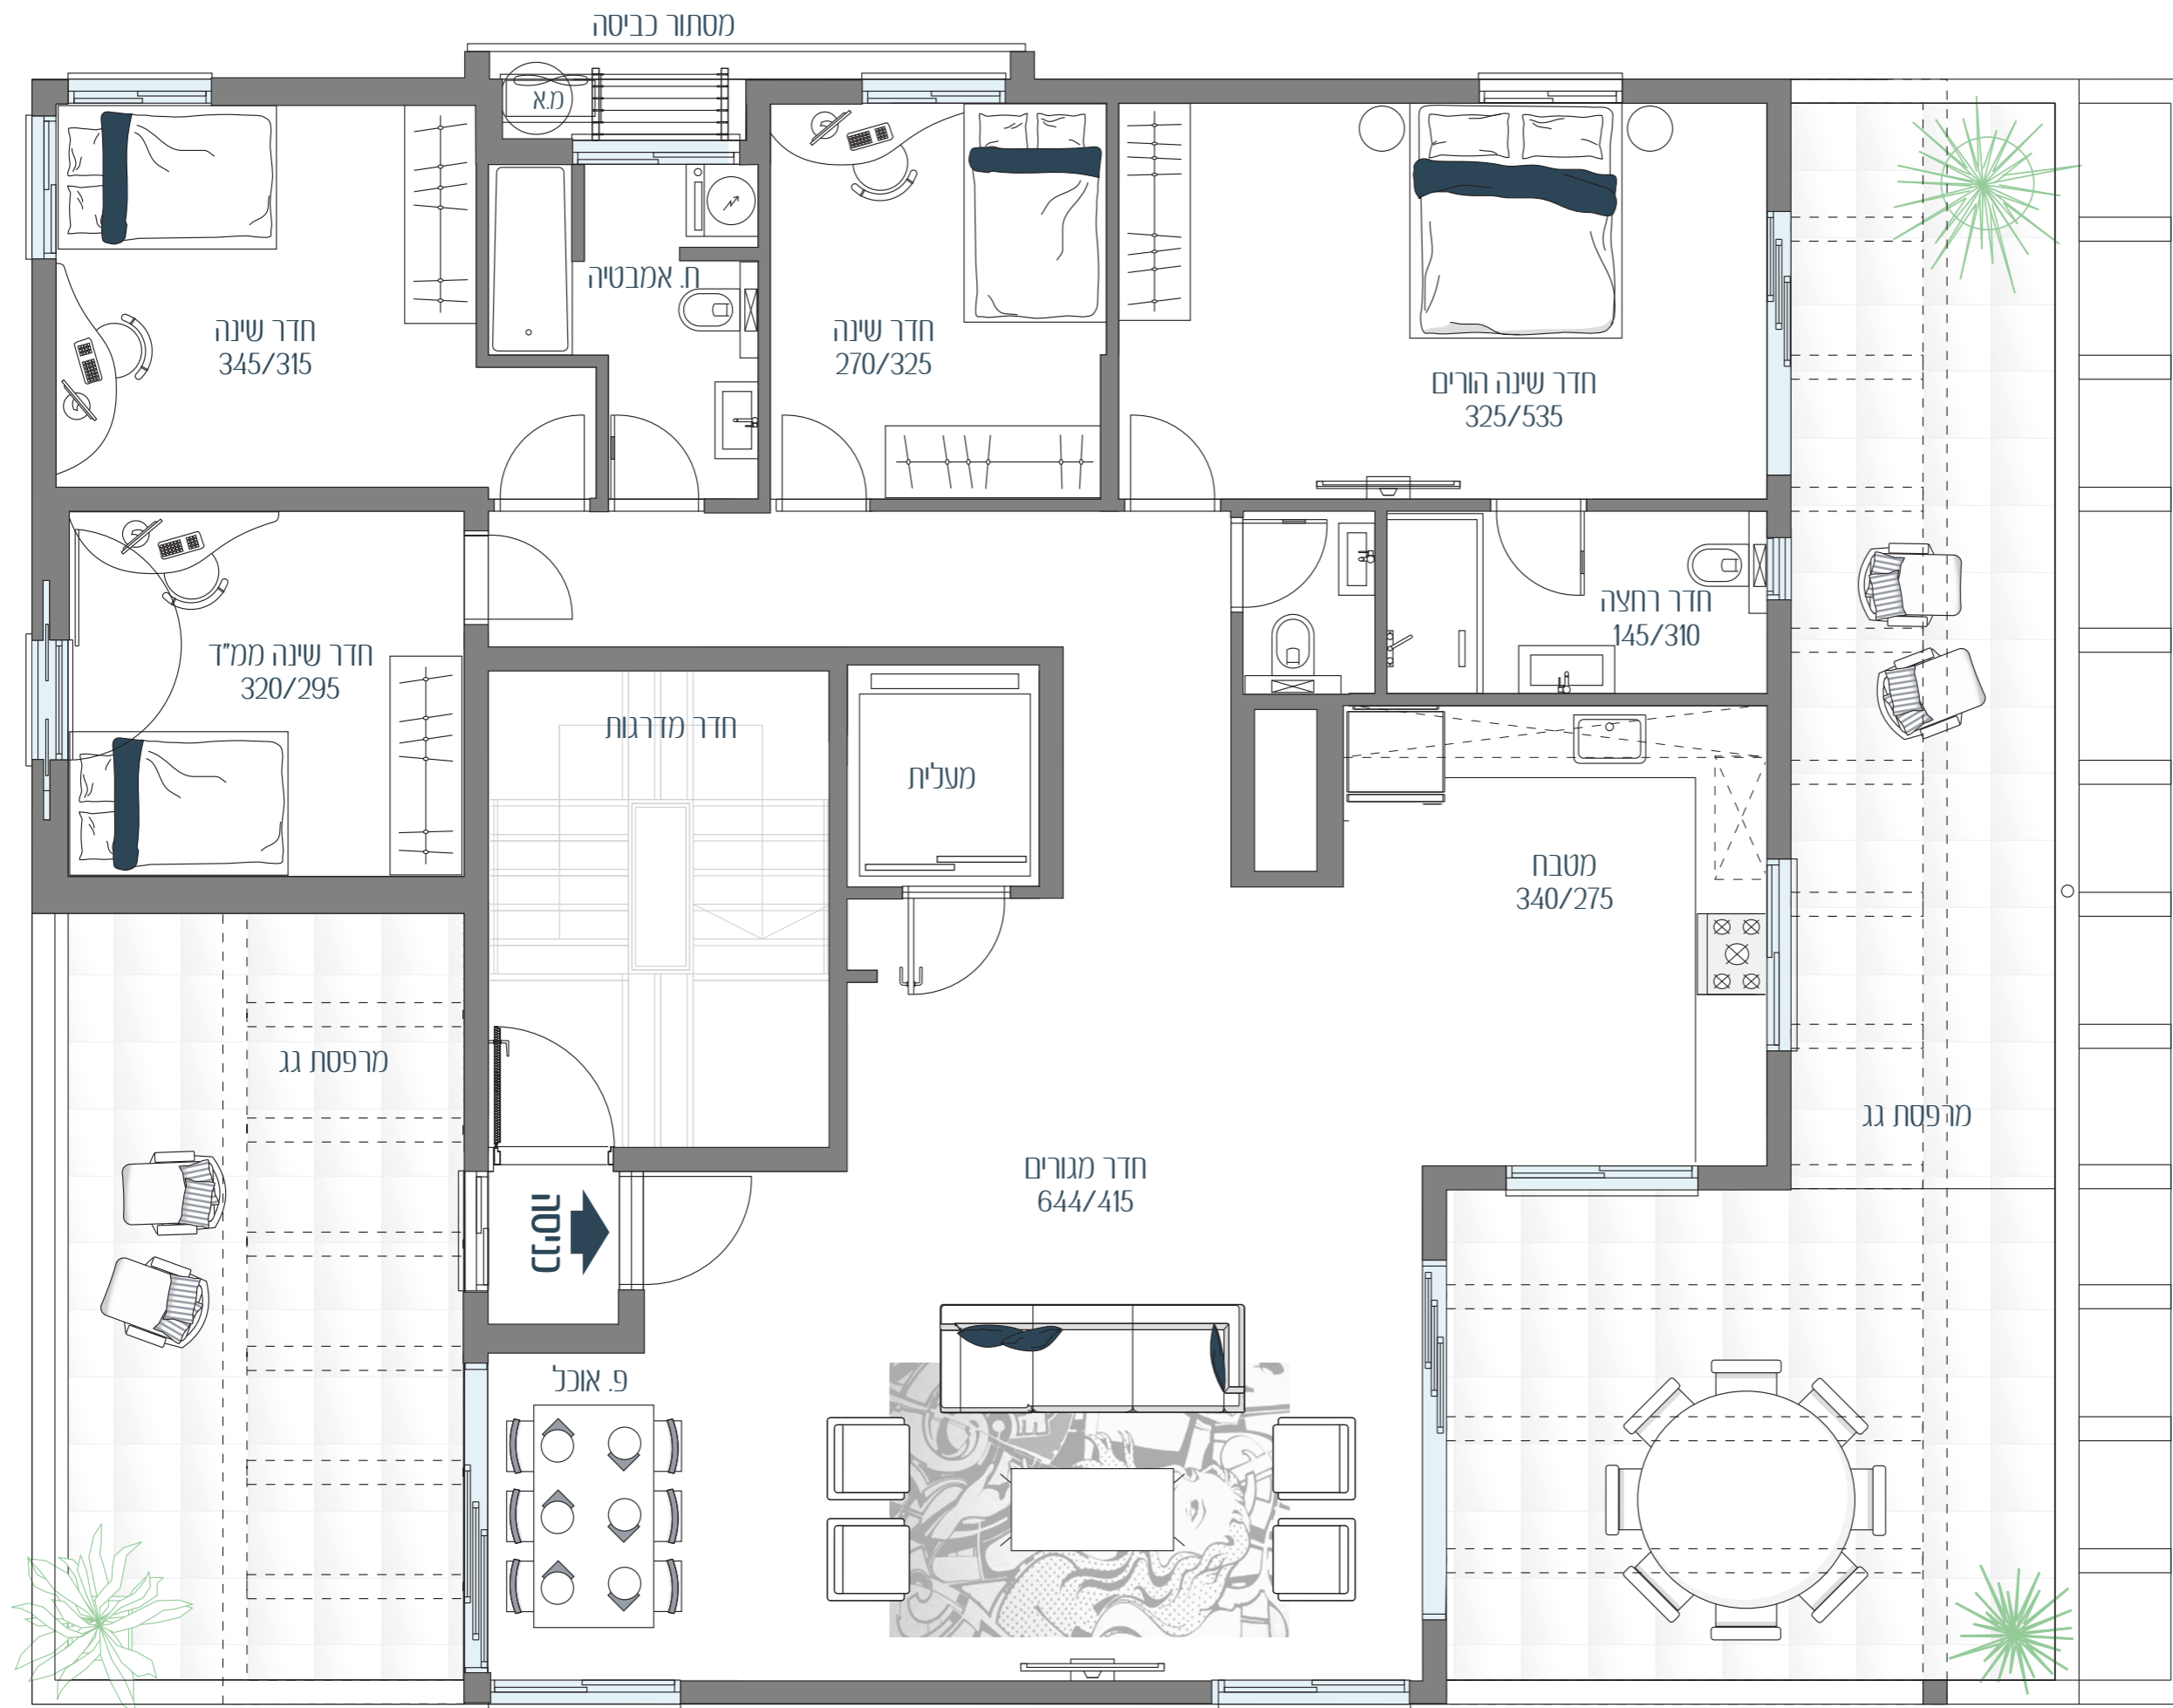 מסתור כביסה
מ.א
ח. אמבטיה
חדר שינה
345/315
חדר שינה
270/325
חדר שינה הורים
325/535
חדר רחצה
145/310
חדר שינה ממ"ד
320/295
חדר מדרגות
מעלית
מטבח
340/275
מרפסת גג
מרפסת גג
חדר מגורים
644/415
כניסה
פ. אוכל